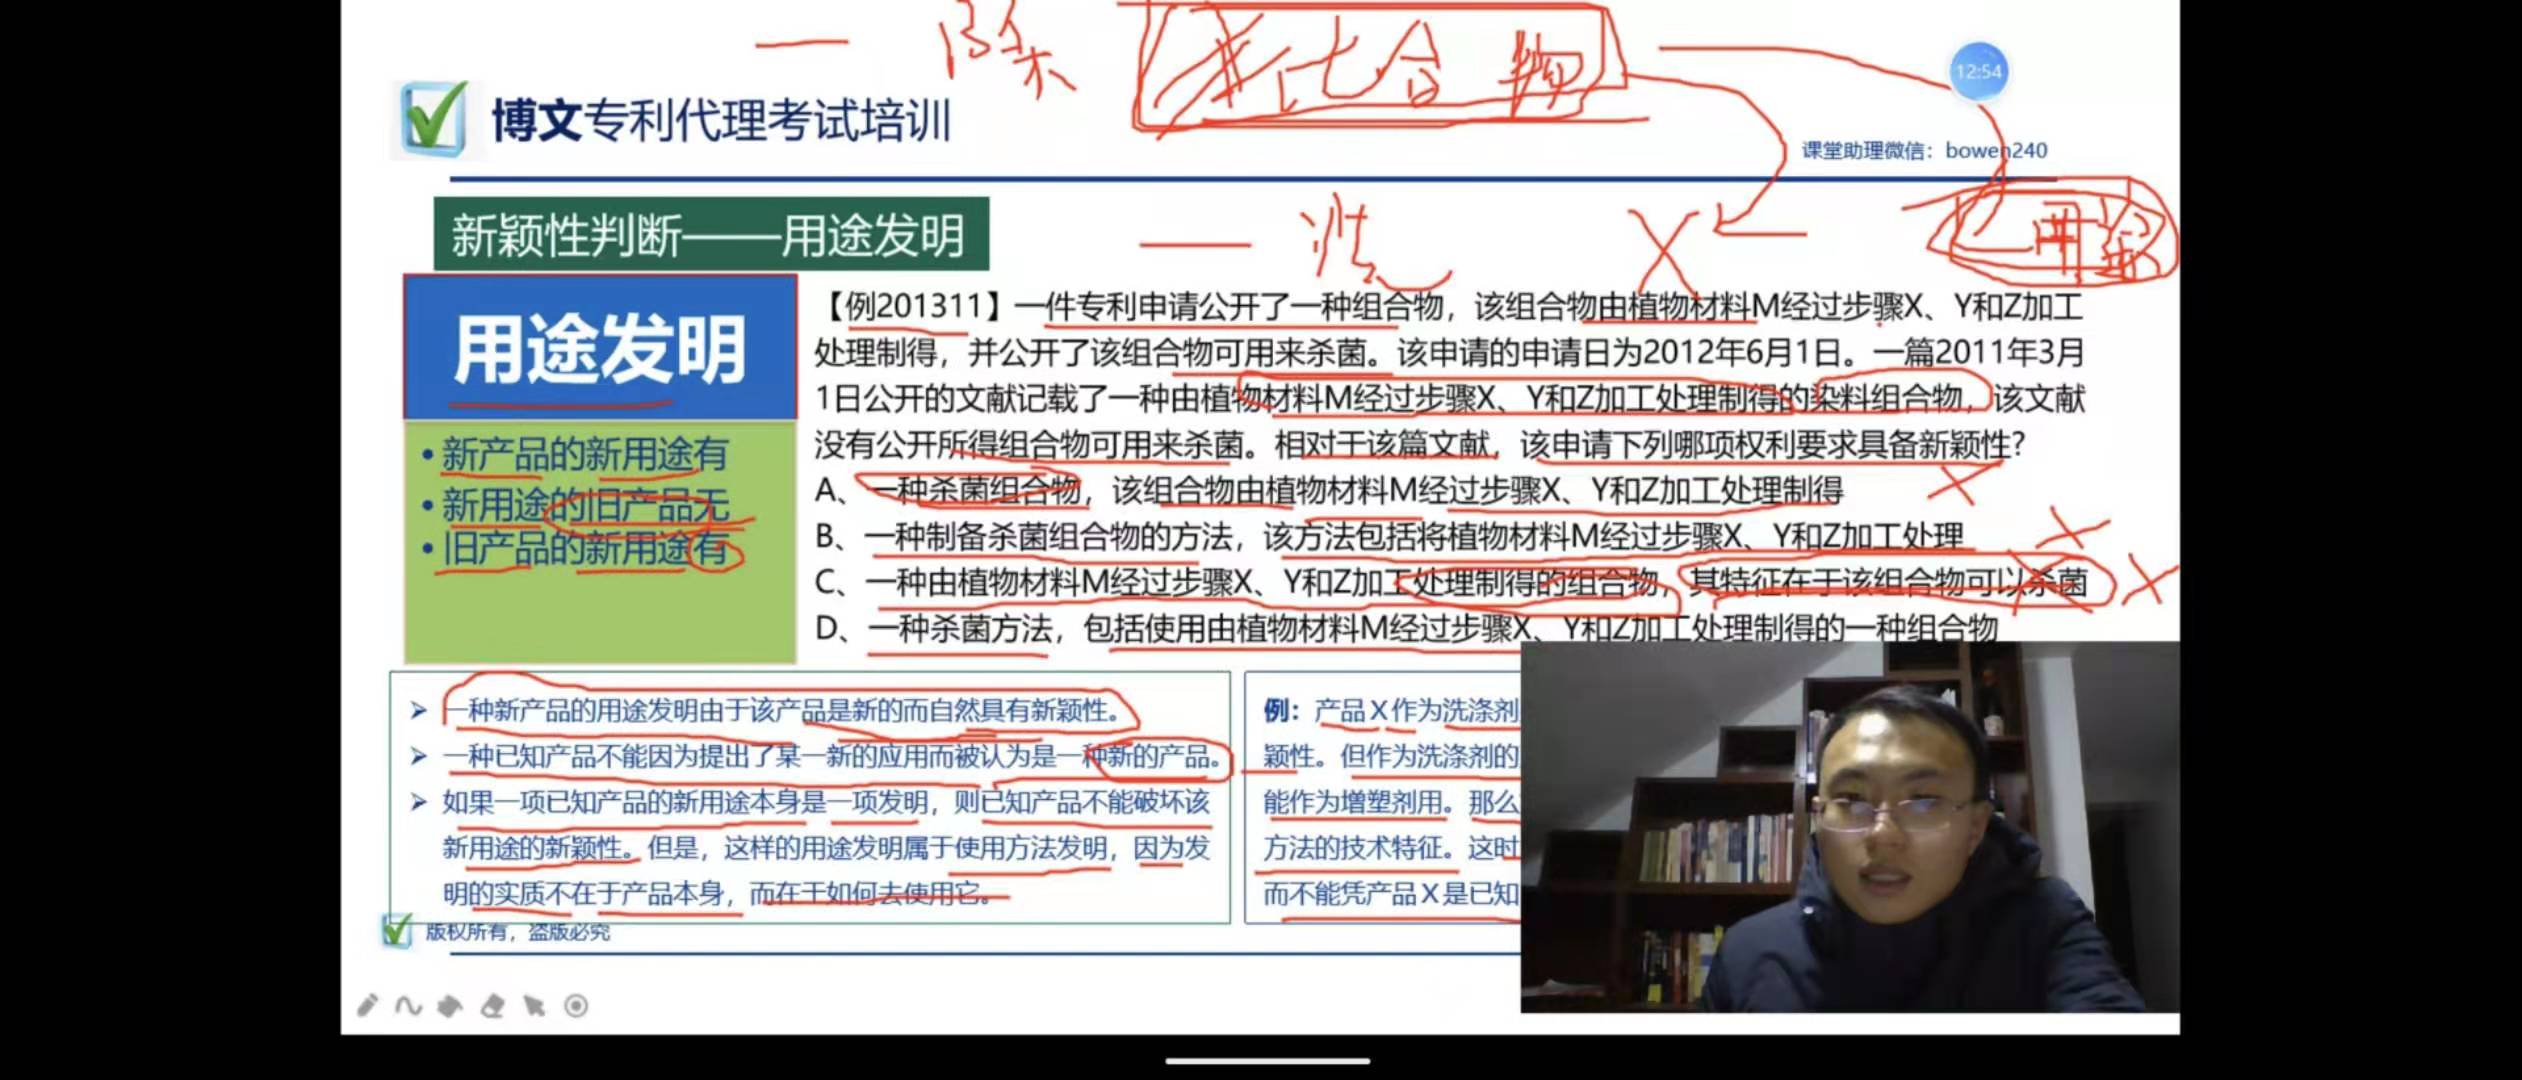 一 除 米 化合物
12:54
博文专利代理考试培训
课堂助理微信：bowen240
新颖性判断——用途发明
用途发明
• 新产品的新用途有
• 新用途的旧产品无
• 旧产品的新用途有
【例201311】一件专利申请公开了一种组合物，该组合物由植物材料M经过步骤X、Y和Z加工
处理制得，并公开了该组合物可用来杀菌。该申请的申请日为2012年6月1日。一篇2011年3月
1日公开的文献记载了一种由植物材料M经过步骤X、Y和Z加工处理制得的染料组合物，该文献
没有公开所得组合物可用来杀菌。相对于该篇文献，该申请下列哪项权利要求具备新颖性?
A、一种杀菌组合物，该组合物由植物材料M经过步骤X、Y和Z加工处理制得
B、一种制备杀菌组合物的方法，该方法包括将植物材料M经过步骤X、Y和Z加工处理
C、一种由植物材料M经过步骤X、Y和Z加工处理制得的组合物，其特征在于该组合物可以杀菌
D、一种杀菌方法，包括使用由植物材料M经过步骤X、Y和Z加工处理制得的一种组合物
➢ 一种新产品的用途发明由于该产品是新的而自然具有新颖性。
➢ 一种已知产品不能因为提出了某一新的应用而被认为是一种新的产品。
➢ 如果一项已知产品的新用途本身是一项发明，则已知产品不能破坏该
新用途的新颖性。但是，这样的用途发明属于使用方法发明，因为发
明的实质不在于产品本身，而在于如何去使用它。
例：产品X作为洗涤剂
颖性。但作为洗涤剂的
能作为增塑剂用。那么
方法的技术特征。这时
而不能凭产品X是已知
版权所有，盗版必究